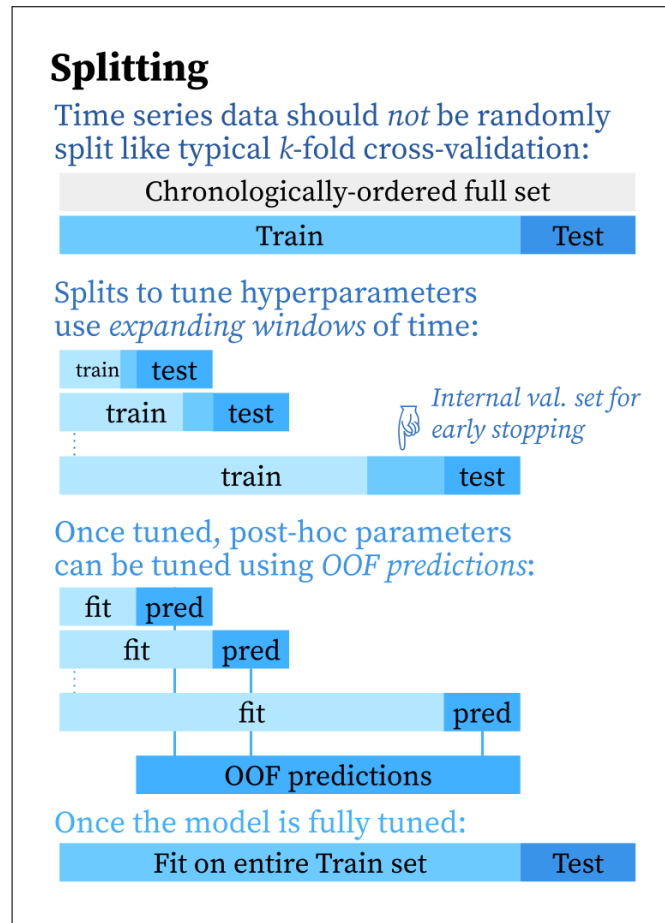 Splitting
Time series data should not be randomly
split like typical k-fold cross-validation:
Chronologically-ordered full set
Train Test
Splits to tune hyperparameters
use expanding windows of time:
train test
train test
Internal val. set for
early stopping
train test
Once tuned, post-hoc parameters
can be tuned using OOF predictions:
fit pred
fit pred
fit pred
OOF predictions
Once the model is fully tuned:
Fit on entire Train set Test